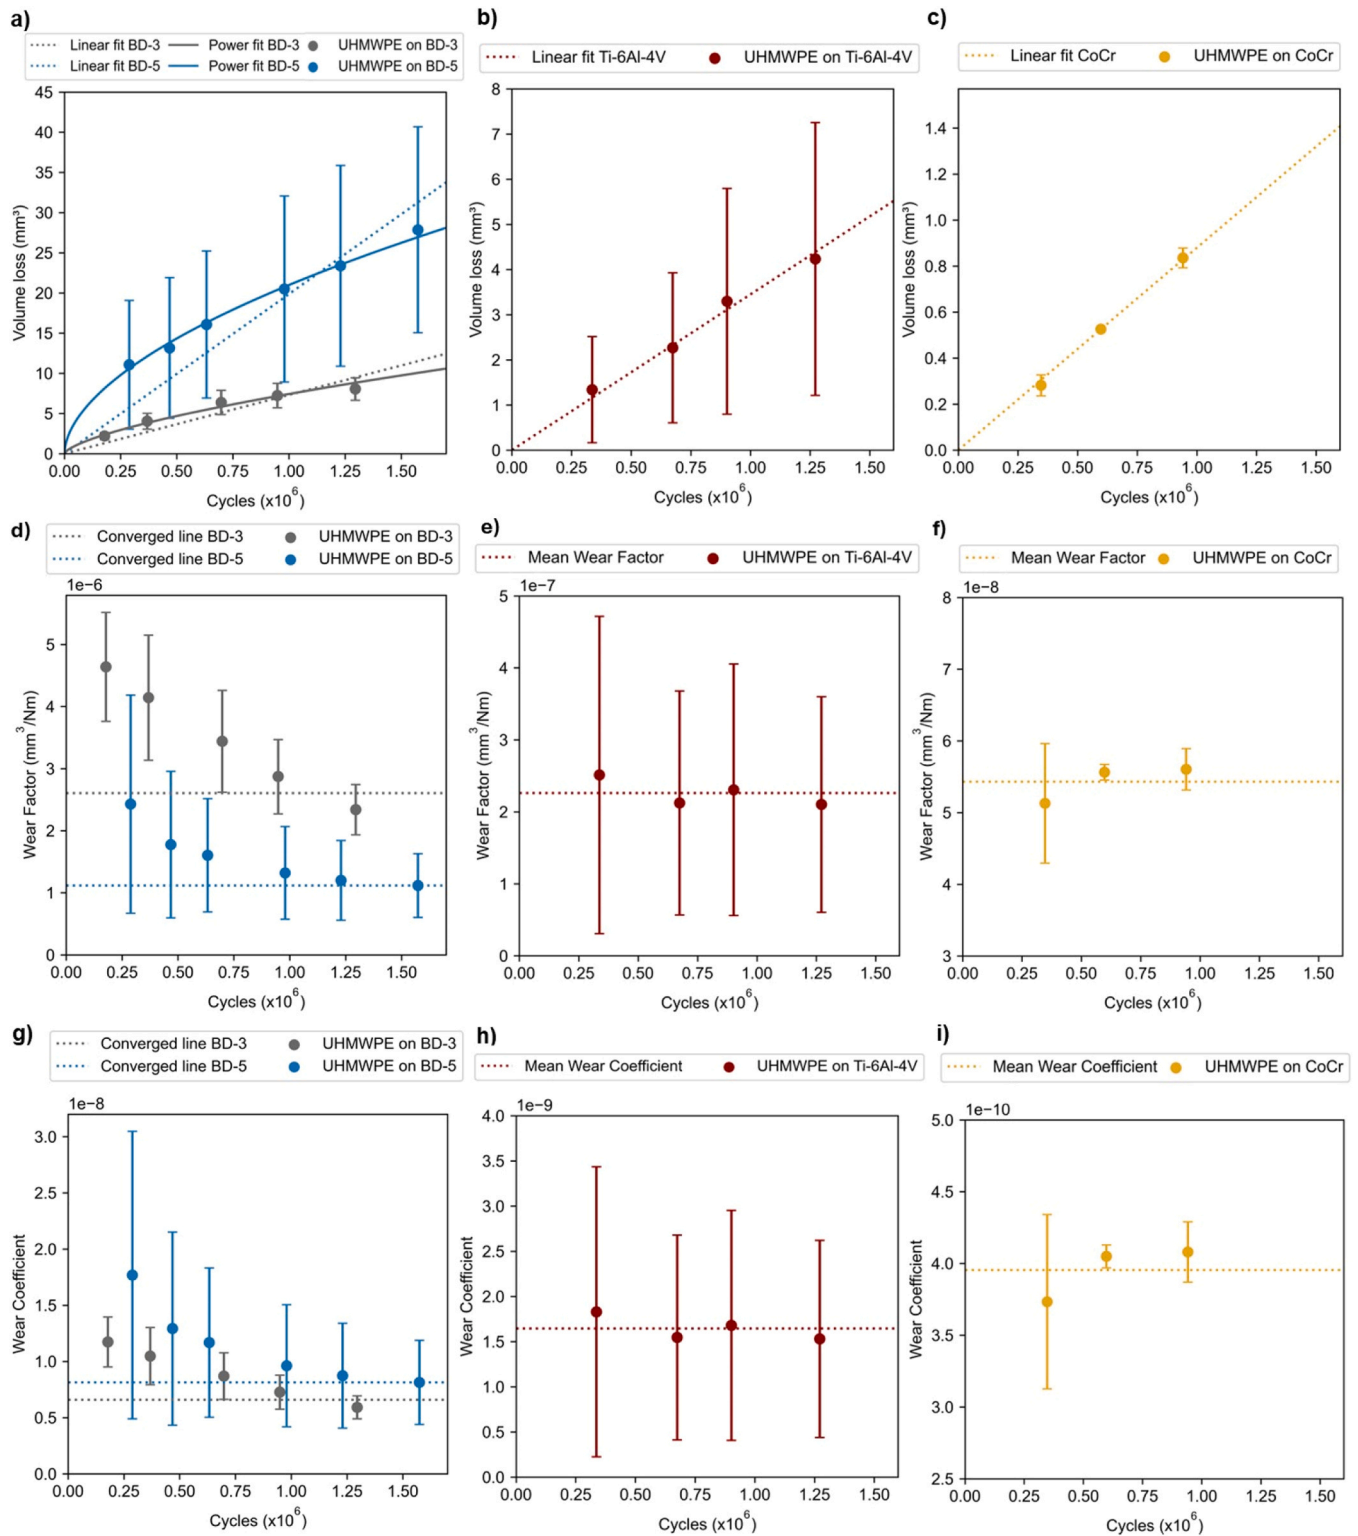 a)
Linear fit BD-3 Power fit BD-3 UHMWPE on BD-3
Linear fit BD-5 Power fit BD-5 UHMWPE on BD-5
45
40
35
30
25
20
15
10
5
0
Volume loss (mm³)
0.00 0.25 0.50 0.75 1.00 1.25 1.50
Cycles (x10⁶)
b)
Linear fit Ti-6Al-4V UHMWPE on Ti-6Al-4V
8
7
6
5
4
3
2
1
0
Volume loss (mm³)
0.00 0.25 0.50 0.75 1.00 1.25 1.50
Cycles (x10⁶)
c)
Linear fit CoCr UHMWPE on CoCr
1.4
1.2
1.0
0.8
0.6
0.4
0.2
0.0
Volume loss (mm³)
0.00 0.25 0.50 0.75 1.00 1.25 1.50
Cycles (x10⁶)
d)
Converged line BD-3 UHMWPE on BD-3
Converged line BD-5 UHMWPE on BD-5
1e−6
5
4
3
2
1
0
Wear Factor (mm³/Nm)
0.00 0.25 0.50 0.75 1.00 1.25 1.50
Cycles (x10⁶)
e)
Mean Wear Factor UHMWPE on Ti-6Al-4V
1e−7
5
4
3
2
1
0
Wear Factor (mm³/Nm)
0.00 0.25 0.50 0.75 1.00 1.25 1.50
Cycles (x10⁶)
f)
Mean Wear Factor UHMWPE on CoCr
1e−8
8
7
6
5
4
3
Wear Factor (mm³/Nm)
0.00 0.25 0.50 0.75 1.00 1.25 1.50
Cycles (x10⁶)
g)
Converged line BD-3 UHMWPE on BD-3
Converged line BD-5 UHMWPE on BD-5
1e−8
3.0
2.5
2.0
1.5
1.0
0.5
0.0
Wear Coefficient
0.00 0.25 0.50 0.75 1.00 1.25 1.50
Cycles (x10⁶)
h)
Mean Wear Coefficient UHMWPE on Ti-6Al-4V
1e−9
4.0
3.5
3.0
2.5
2.0
1.5
1.0
0.5
0.0
Wear Coefficient
0.00 0.25 0.50 0.75 1.00 1.25 1.50
Cycles (x10⁶)
i)
Mean Wear Coefficient UHMWPE on CoCr
1e−10
5.0
4.5
4.0
3.5
3.0
2.5
Wear Coefficient
0.00 0.25 0.50 0.75 1.00 1.25 1.50
Cycles (x10⁶)